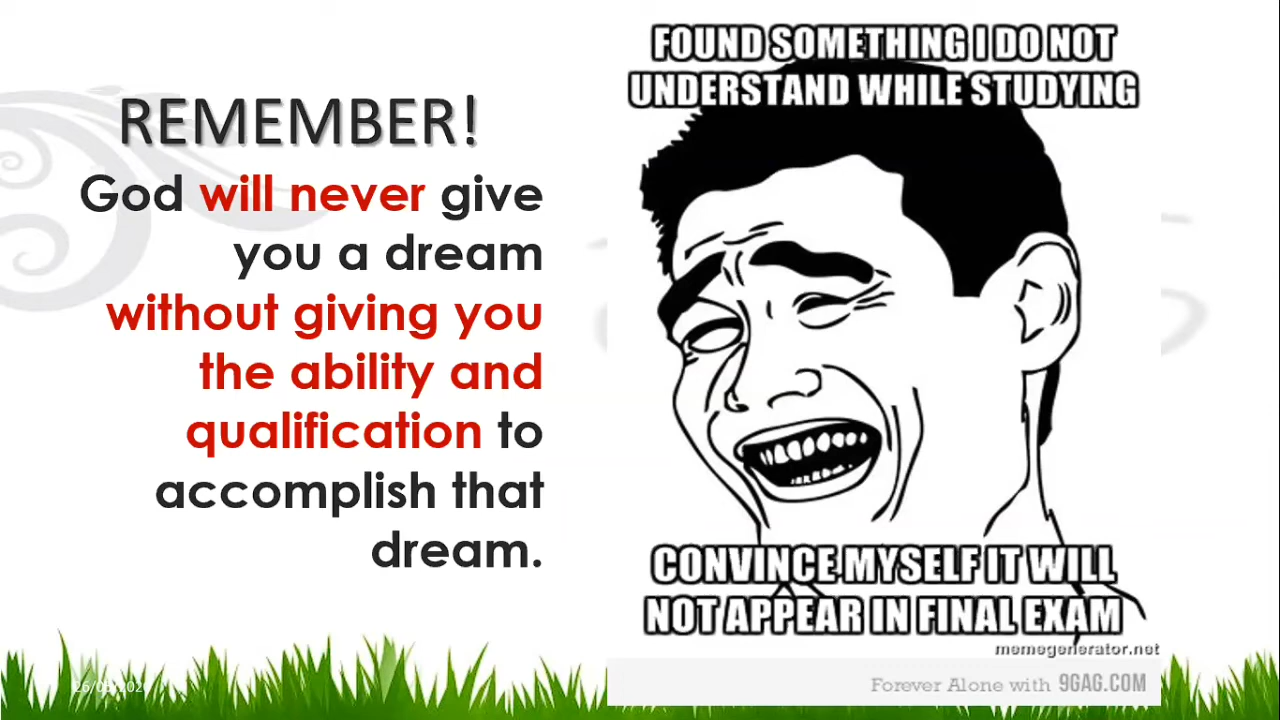 REMEMBER!
God will never give
you a dream
without giving you
the ability and
qualification to
accomplish that
dream.
FOUND SOMETHING I DO NOT
UNDERSTAND WHILE STUDYING
CONVINCE MYSELF IT WILL
NOT APPEAR IN FINAL EXAM
memegenerator.net
Forever Alone with 9GAG.COM